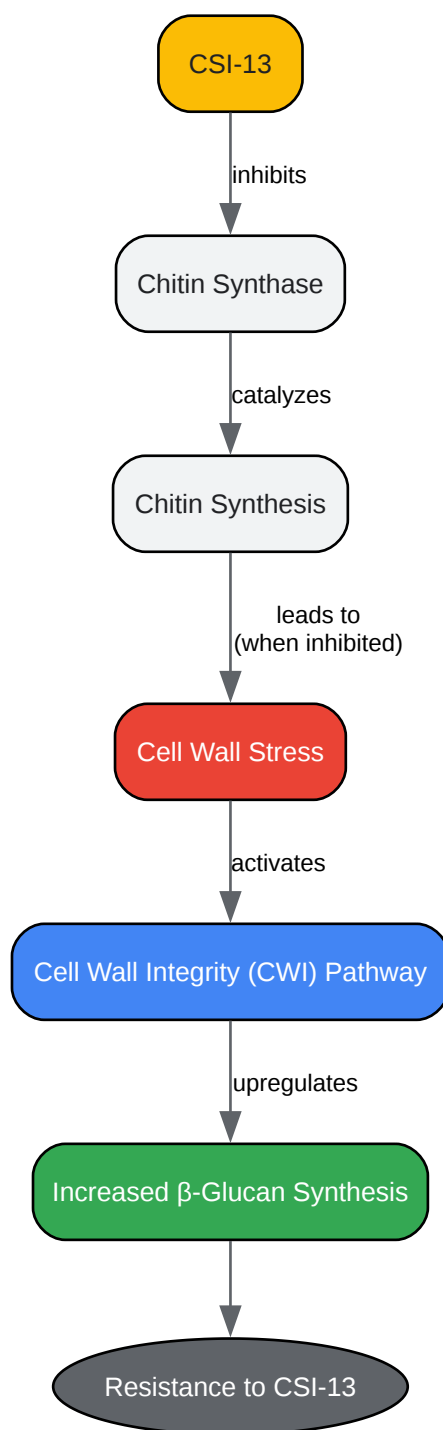 CSI-13
inhibits
Chitin Synthase
catalyzes
Chitin Synthesis
leads to
(when inhibited)
Cell Wall Stress
activates
Cell Wall Integrity (CWI) Pathway
upregulates
Increased β-Glucan Synthesis
Resistance to CSI-13